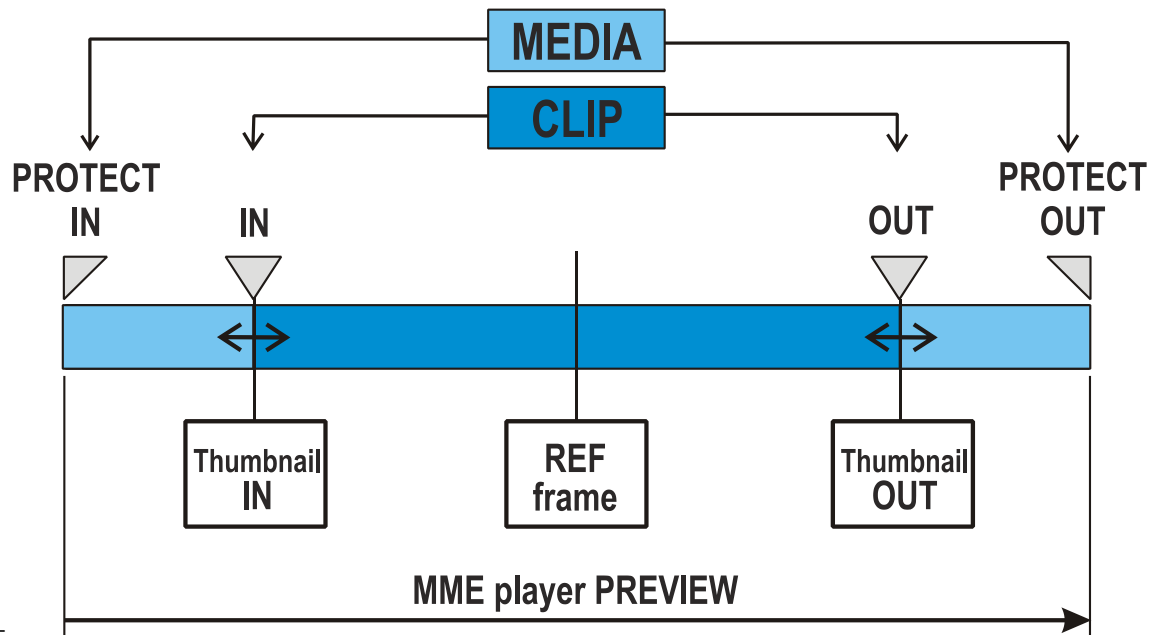 MEDIA
CLIP
PROTECT
IN
IN
OUT
PROTECT
OUT
Thumbnail
IN
REF
frame
Thumbnail
OUT
MME player PREVIEW